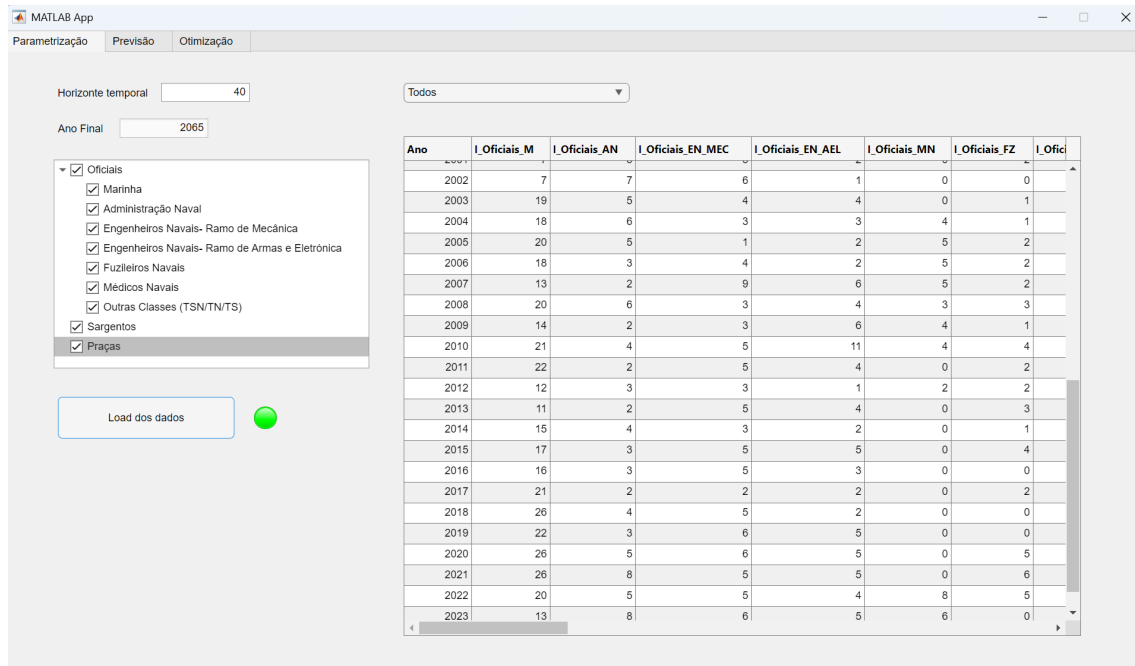 MATLAB App
Parametrização Previsão Otimização
Horizonte temporal 40
Ano Final 2065
Oficiais
Marinha
Administração Naval
Engenheiros Navais- Ramo de Mecânica
Engenheiros Navais- Ramo de Armas e Eletrónica
Fuzileiros Navais
Médicos Navais
Outras Classes (TSN/TN/TS)
Sargentos
Praças
Load dos dados
Todos
Ano I_Oficiais_M I_Oficiais_AN I_Oficiais_EN_MEC I_Oficiais_EN_AEL I_Oficiais_MN I_Oficiais_FZ I_Ofici
2002 7 7 6 1 0 0
2003 19 5 4 4 0 1
2004 18 6 3 3 4 1
2005 20 5 1 2 5 2
2006 18 3 4 2 5 2
2007 13 2 9 6 5 2
2008 20 6 3 4 3 3
2009 14 2 3 6 4 1
2010 21 4 5 11 4 4
2011 22 2 5 4 0 2
2012 12 3 3 1 2 2
2013 11 2 5 4 0 3
2014 15 4 3 2 0 1
2015 17 3 5 5 0 4
2016 16 3 5 3 0 0
2017 21 2 2 2 0 2
2018 26 4 5 2 0 0
2019 22 3 6 5 0 0
2020 26 5 6 5 0 5
2021 26 8 5 5 0 6
2022 20 5 5 4 8 5
2023 13 8 6 5 6 0